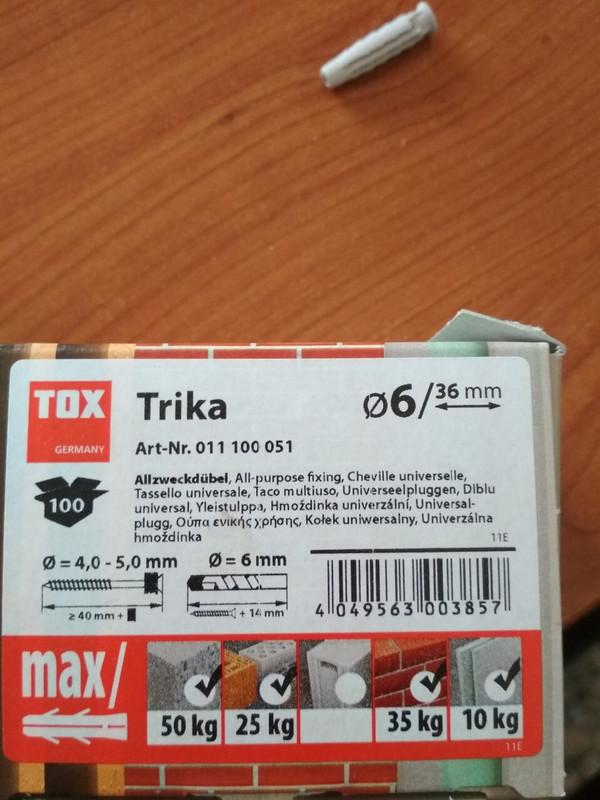 TOX
GERMANY
Trika
ø6/36 mm
Art-Nr. 011 100 051
100
Allzweckdübel, All-purpose fixing, Cheville universelle,
Tassello universale, Taco multiuso, Universeelpluggen, Diblu
universal, Yleistulppa, Hmoždinka univerzální, Universal-
plugg, Ούπα ενικής χρήσης, Kołek uniwersalny, Univerzálna
hmoždinka
11E
Ø = 4,0 - 5,0 mm
Ø = 6 mm
≥ 40 mm +
+ 14 mm
4 049563 003857
max/
50 kg
25 kg
35 kg
10 kg
11E